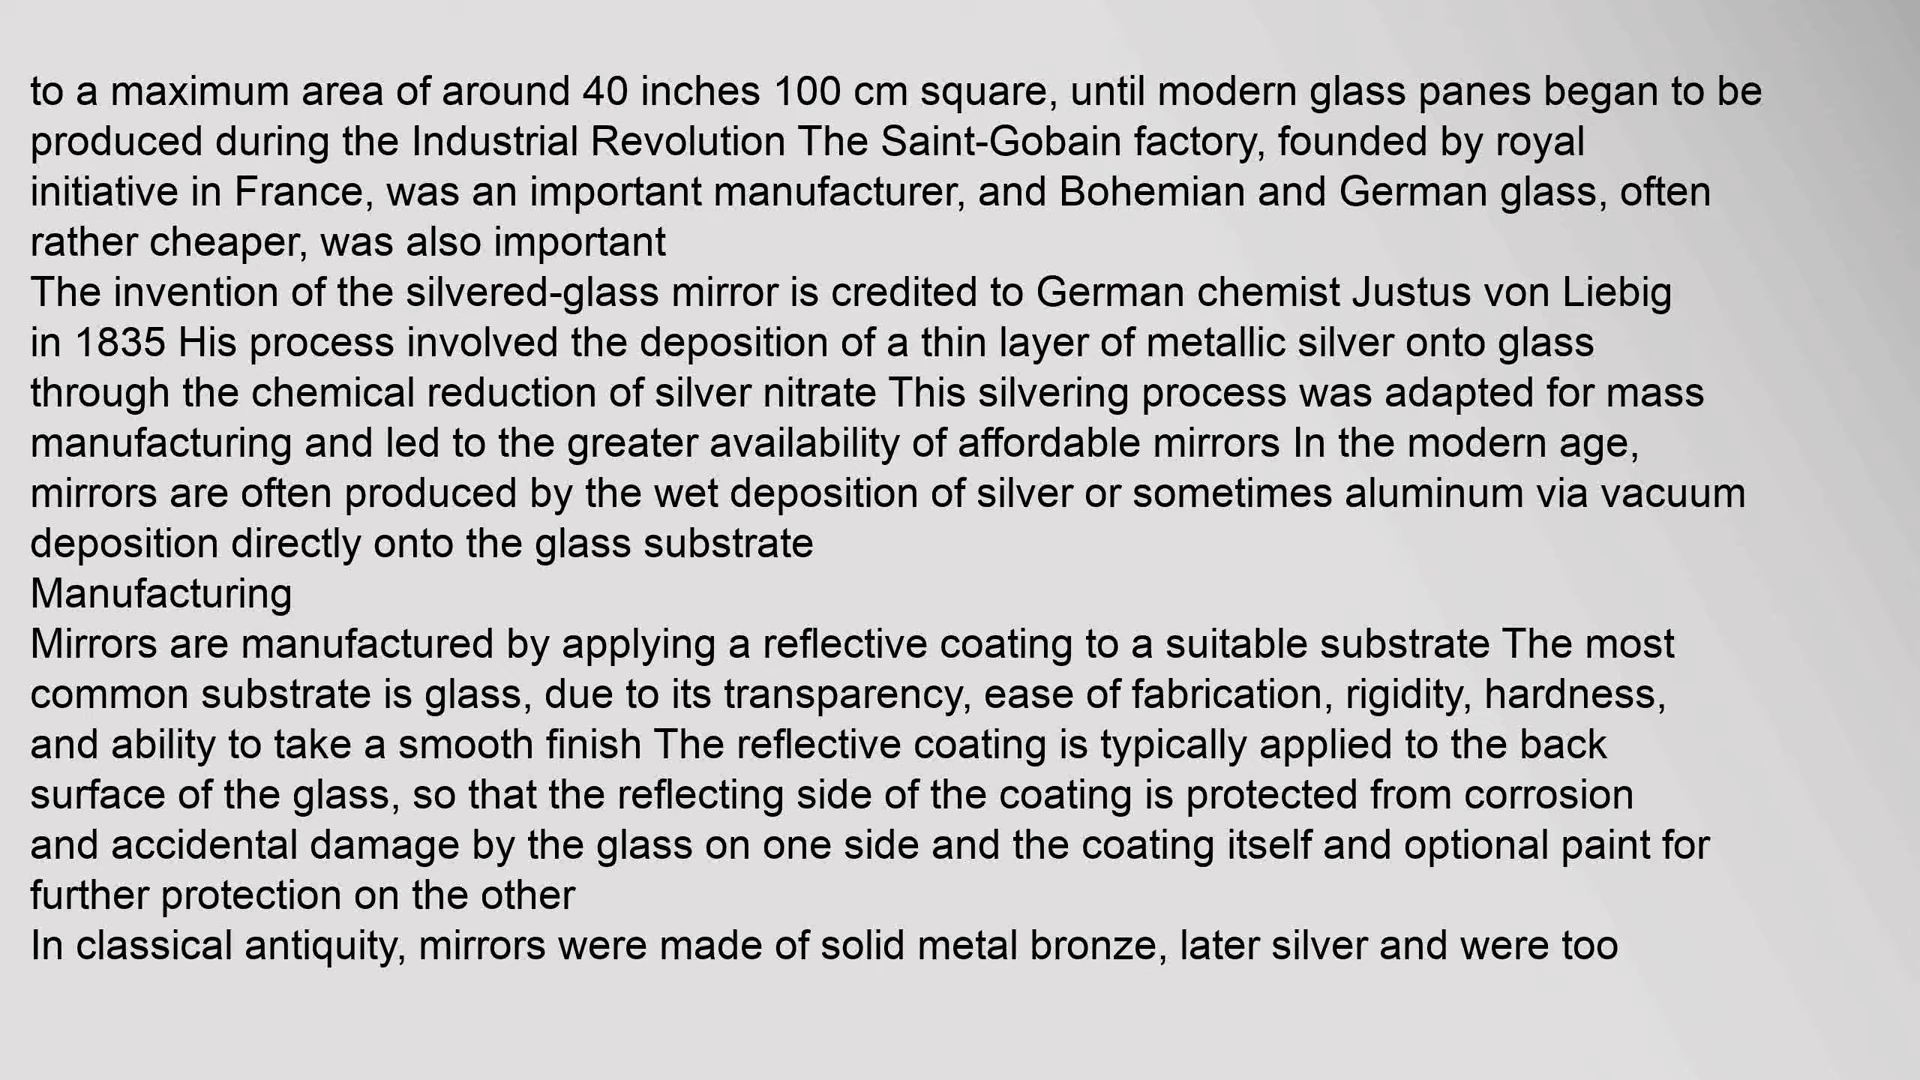 to a maximum area of around 40 inches 100 cm square, until modern glass panes began to be
produced during the Industrial Revolution The Saint-Gobain factory, founded by royal
initiative in France, was an important manufacturer, and Bohemian and German glass, often
rather cheaper, was also important
The invention of the silvered-glass mirror is credited to German chemist Justus von Liebig
in 1835 His process involved the deposition of a thin layer of metallic silver onto glass
through the chemical reduction of silver nitrate This silvering process was adapted for mass
manufacturing and led to the greater availability of affordable mirrors In the modern age,
mirrors are often produced by the wet deposition of silver or sometimes aluminum via vacuum
deposition directly onto the glass substrate
Manufacturing
Mirrors are manufactured by applying a reflective coating to a suitable substrate The most
common substrate is glass, due to its transparency, ease of fabrication, rigidity, hardness,
and ability to take a smooth finish The reflective coating is typically applied to the back
surface of the glass, so that the reflecting side of the coating is protected from corrosion
and accidental damage by the glass on one side and the coating itself and optional paint for
further protection on the other
In classical antiquity, mirrors were made of solid metal bronze, later silver and were too